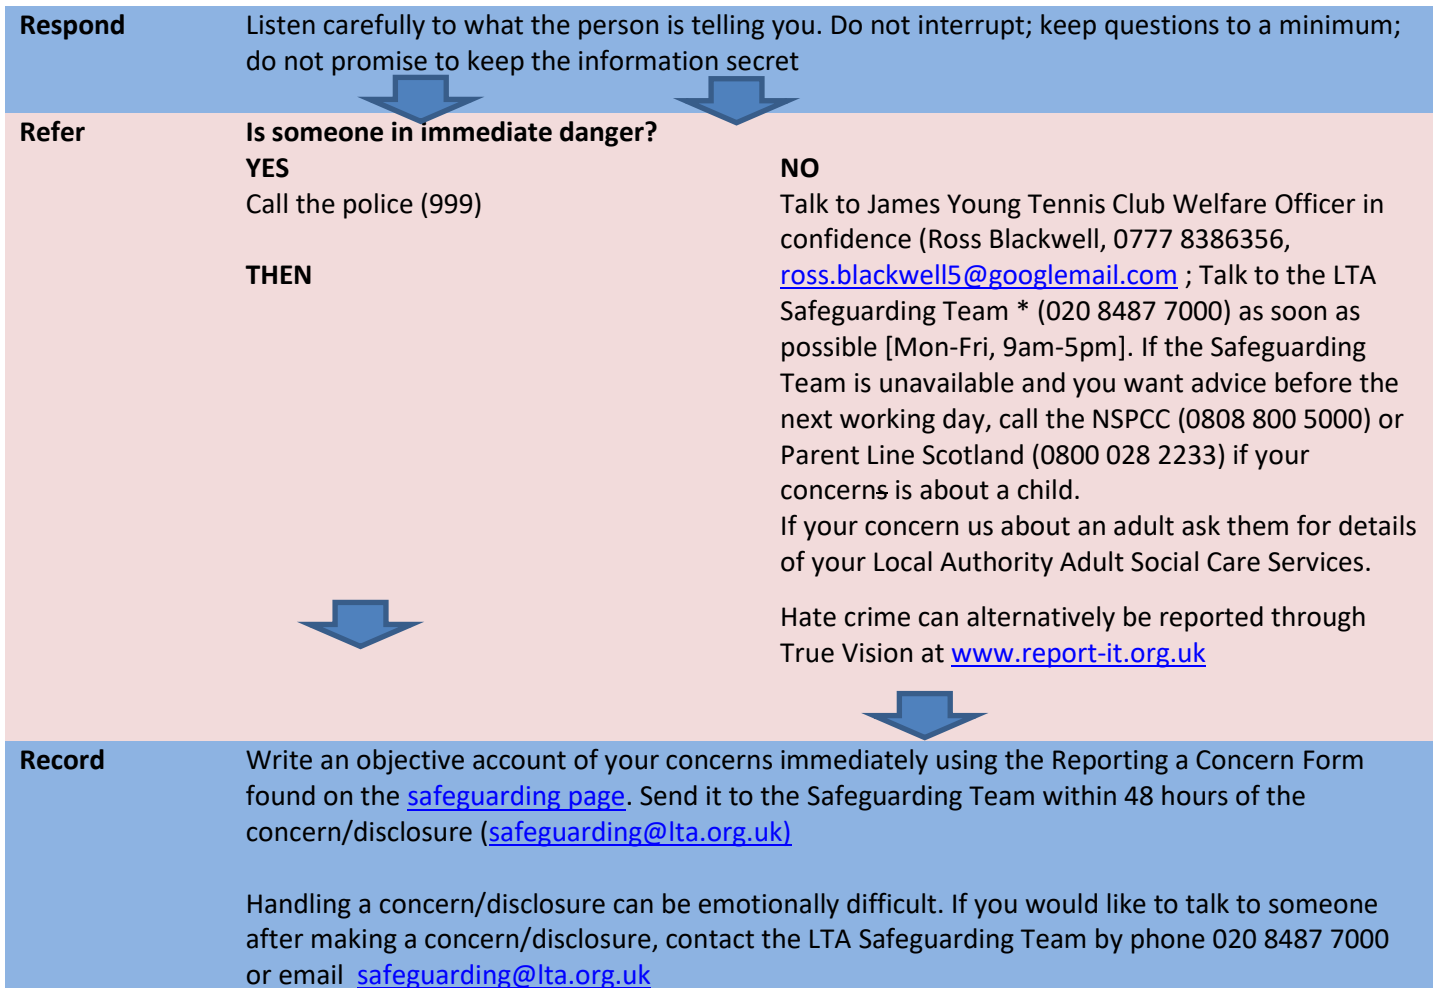 Respond Listen carefully to what the person is telling you. Do not interrupt; keep questions to a minimum;
do not promise to keep the information secret
Refer Is someone in immediate danger?
YES
Call the police (999)
THEN
NO
Talk to James Young Tennis Club Welfare Officer in
confidence (Ross Blackwell, 0777 8386356,
ross.blackwell5@googlemail.com ; Talk to the LTA
Safeguarding Team * (020 8487 7000) as soon as
possible [Mon-Fri, 9am-5pm]. If the Safeguarding
Team is unavailable and you want advice before the
next working day, call the NSPCC (0808 800 5000) or
Parent Line Scotland (0800 028 2233) if your
concerns is about a child.
If your concern us about an adult ask them for details
of your Local Authority Adult Social Care Services.
Hate crime can alternatively be reported through
True Vision at www.report-it.org.uk
Record Write an objective account of your concerns immediately using the Reporting a Concern Form
found on the safeguarding page. Send it to the Safeguarding Team within 48 hours of the
concern/disclosure (safeguarding@lta.org.uk)
Handling a concern/disclosure can be emotionally difficult. If you would like to talk to someone
after making a concern/disclosure, contact the LTA Safeguarding Team by phone 020 8487 7000
or email safeguarding@lta.org.uk